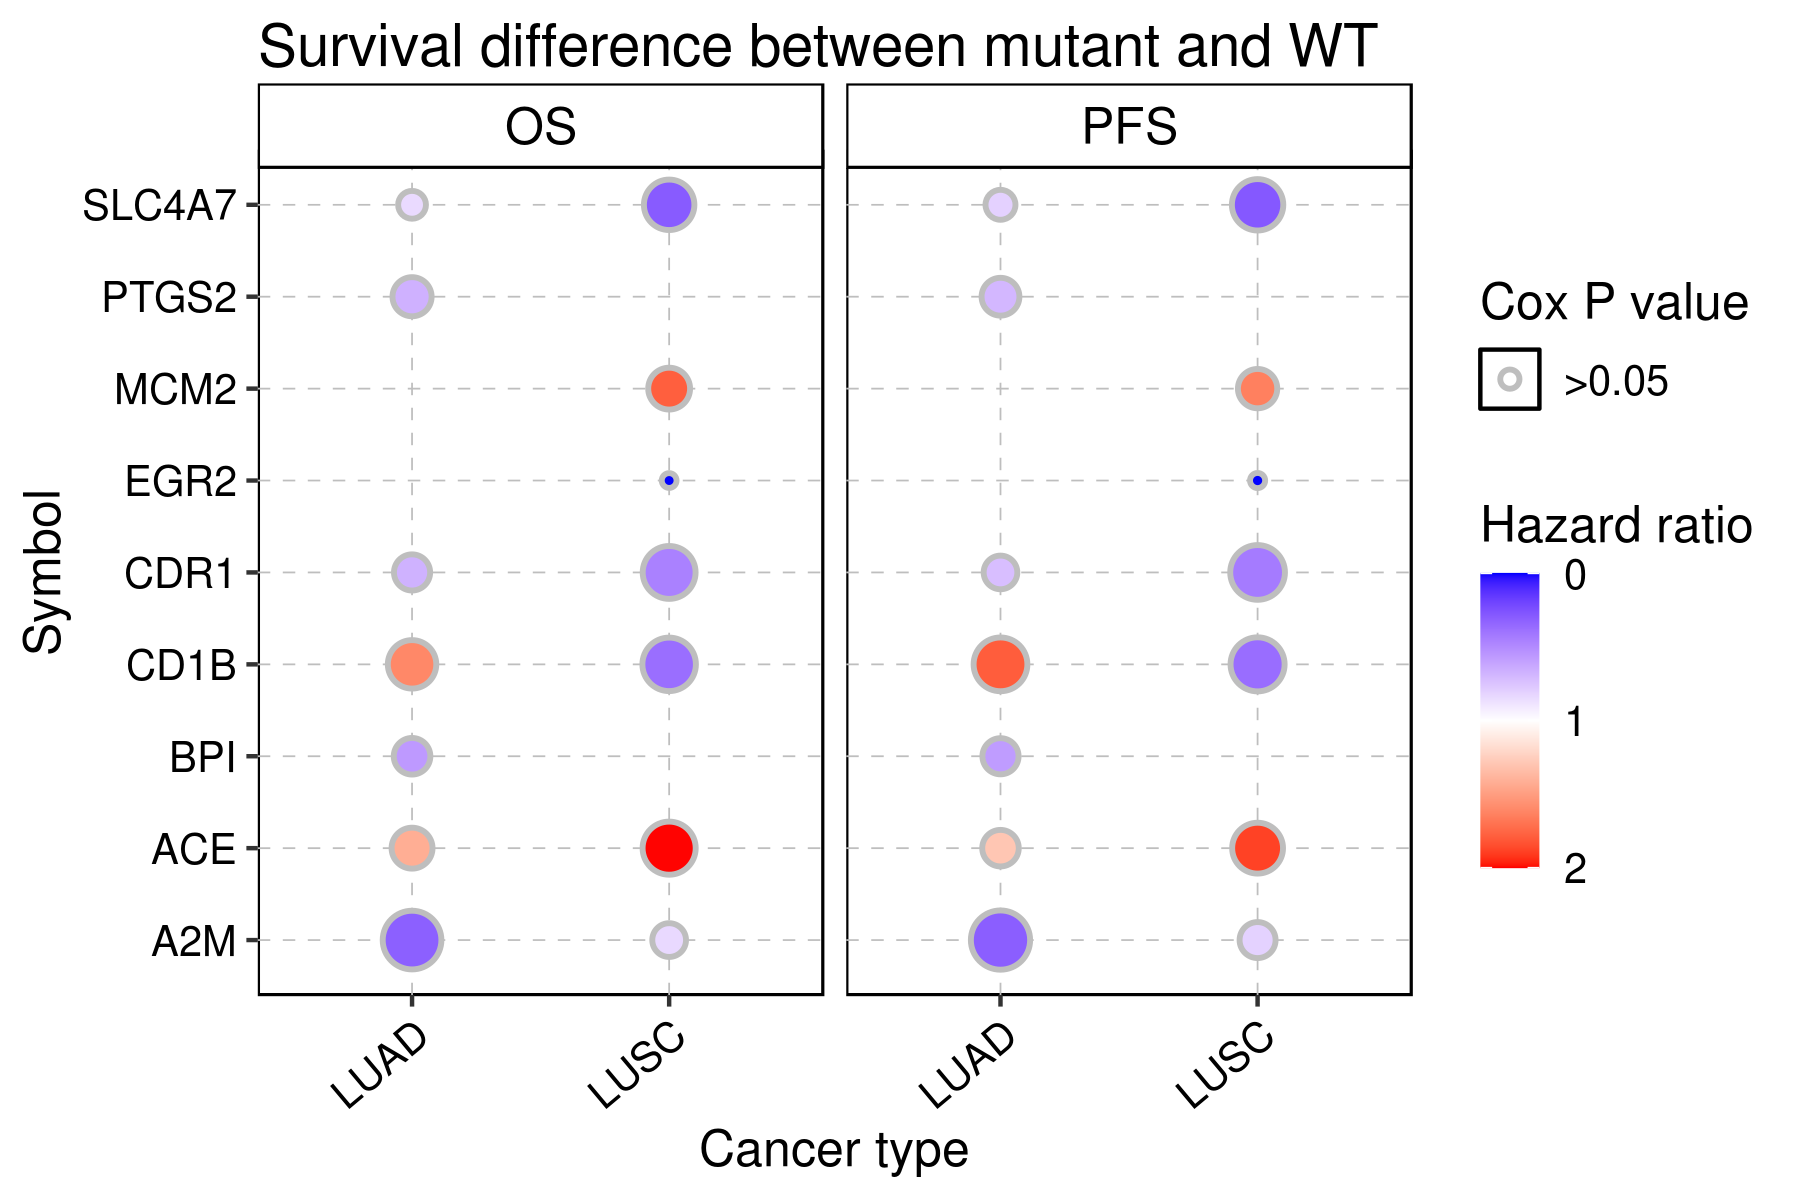 Survival difference between mutant and WT
OS
PFS
SLC4A7
PTGS2
MCM2
EGR2
CDR1
CD1B
BPI
ACE
A2M
Symbol
LUAD
LUSC
LUAD
LUSC
Cancer type
Cox P value
>0.05
Hazard ratio
0
1
2